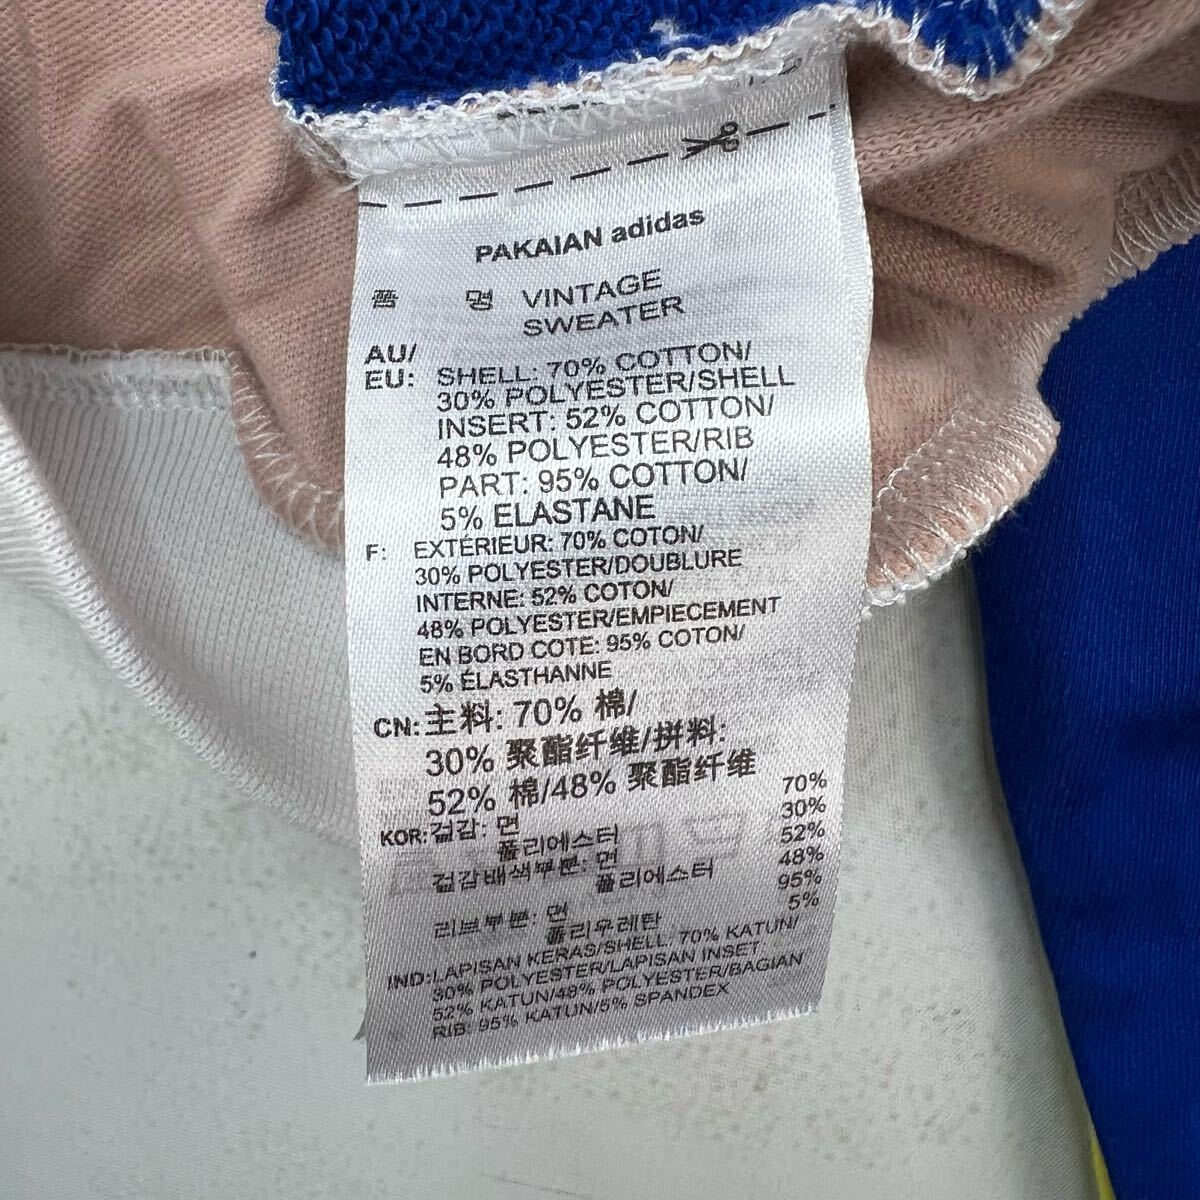 PAKAIAN adidas
품 명 VINTAGE
SWEATER
AU/
EU: SHELL: 70% COTTON/
30% POLYESTER/SHELL
INSERT: 52% COTTON/
48% POLYESTER/RIB
PART: 95% COTTON/
5% ELASTANE
F: EXTÉRIEUR: 70% COTON/
30% POLYESTER/DOUBLURE
INTERNE: 52% COTON/
48% POLYESTER/EMPIECEMENT
EN BORD COTE: 95% COTON/
5% ÉLASTHANNE
CN: 主料: 70% 棉/
30% 聚酯纤维/拼料:
52% 棉/48% 聚酯纤维
KOR: 겉감: 면 70%
폴리에스터 30%
겉감배색부분: 면 52%
폴리에스터 48%
리브부분: 면 95%
폴리우레탄 5%
IND: LAPISAN KERAS/SHELL: 70% KATUN/
30% POLYESTER/LAPISAN INSET
52% KATUN/48% POLYESTER/BAGIAN
RIB: 95% KATUN/5% SPANDEX